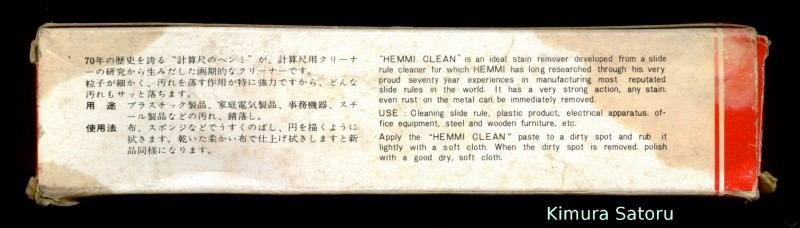 70年の歴史を誇る"計算尺のヘンミ"が、計算尺用クリーナ
ーの研究から生みだした画期的なクリーナーです。
粒子が細かく、汚れを落す作用が特に強力ですから、どんな
汚れもサッと落ちます。
用 途 プラスチック製品、家庭電気製品、事務機器、スチ
ール製品などの汚れ、錆落し。
使用法 布、スポンジなどでうすくのばし、円を描くように
拭きます。乾いた柔かい布で仕上げ拭きしますと新
品同様になります。
"HEMMI CLEAN" is an ideal stain remover developed from a slide
rule cleaner for which HEMMI has long researched through his very
proud seventy year experiences in manufacturing most reputated
slide rules in the world. It has a very strong action, any stain.
even rust on the metal can be immediately removed.
USE : Cleaning slide rule, plastic product, electrical apparatus. of-
fice equipment, steel and wooden furniture, etc.
Apply the "HEMMI CLEAN" paste to a dirty spot and rub it
lightly with a soft cloth. When the dirty spot is removed. polish
with a good dry, soft cloth.
Kimura Satoru